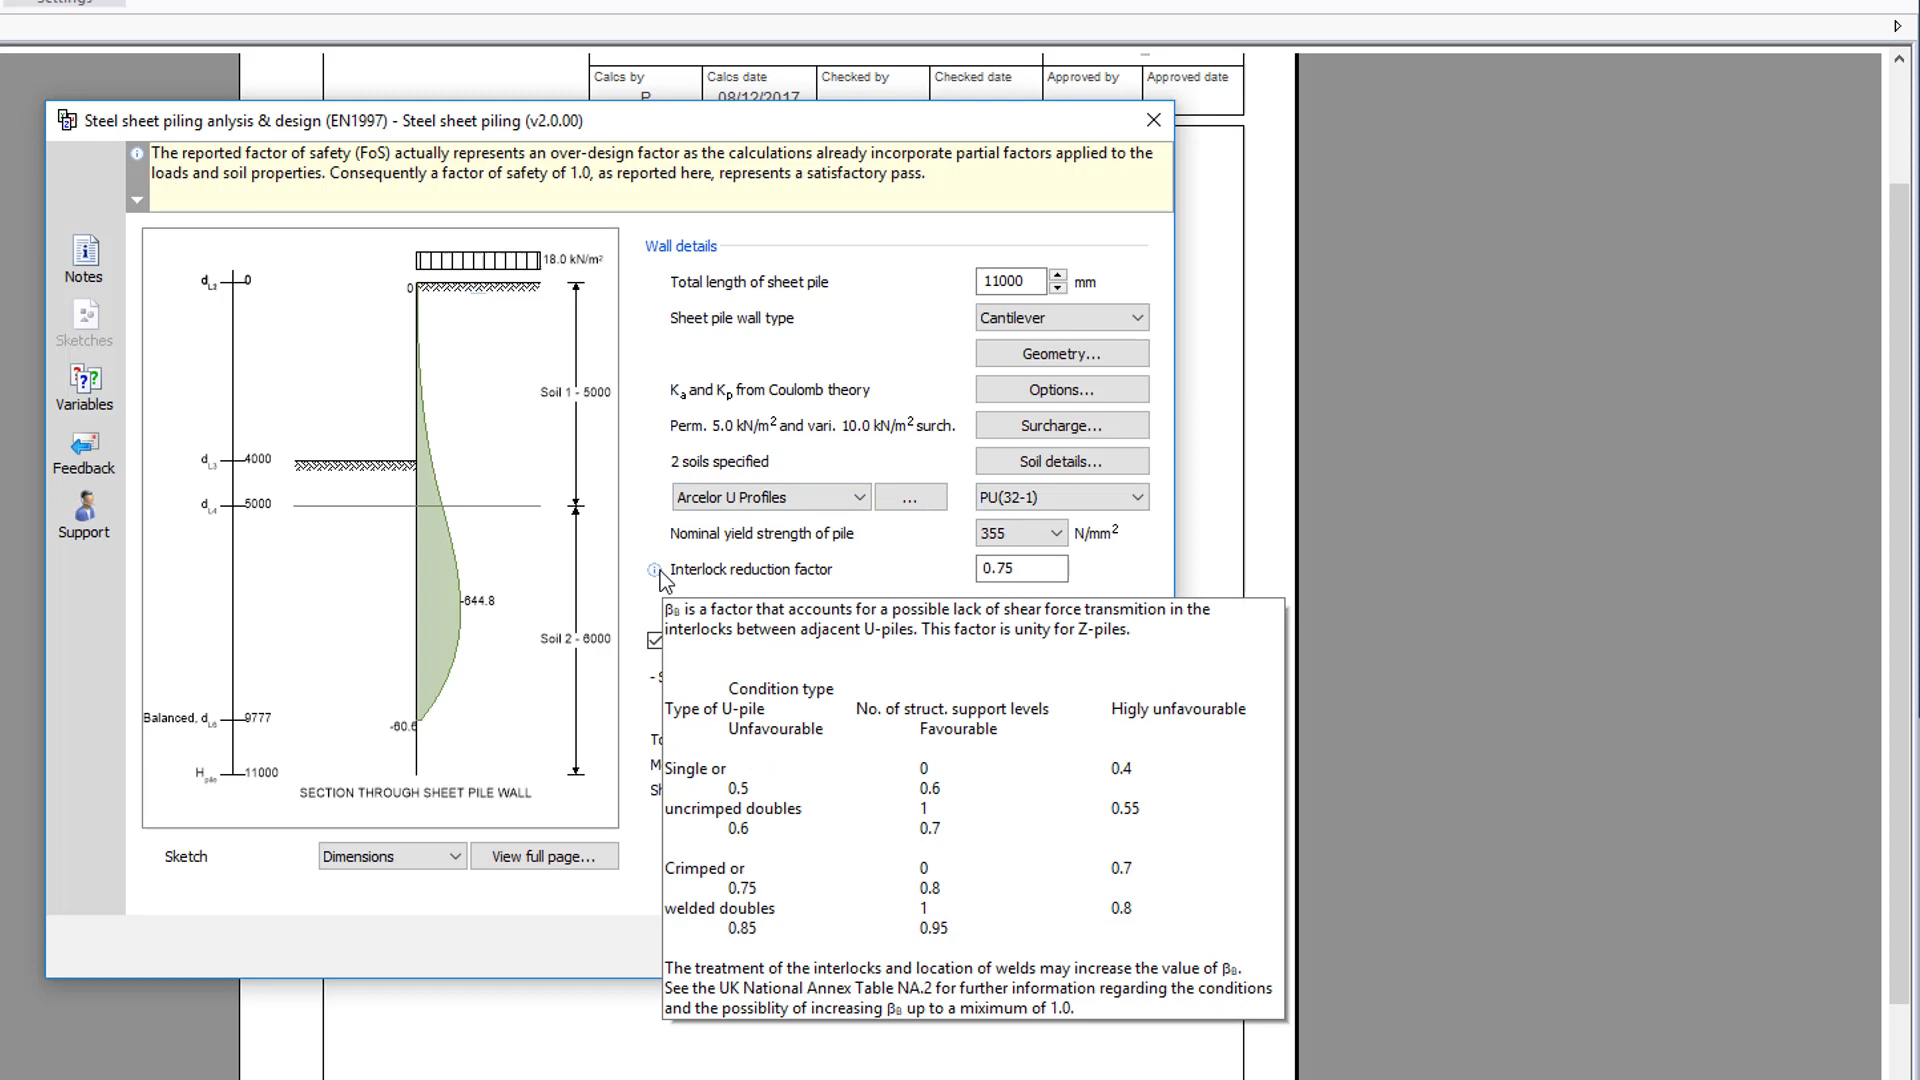 Settings
Calcs by
Calcs date
Checked by
Checked date
Approved by
Approved date
P
08/12/2017
Steel sheet piling anlysis & design (EN1997) - Steel sheet piling (v2.0.00)
The reported factor of safety (FoS) actually represents an over-design factor as the calculations already incorporate partial factors applied to the
loads and soil properties. Consequently a factor of safety of 1.0, as reported here, represents a satisfactory pass.
Notes
Sketches
Variables
Feedback
Support
18.0 kN/m²
0
dL2 0
Soil 1 - 5000
dL3 4000
dL4 5000
-644.8
Soil 2 - 6000
Balanced, dL6 9777
-60.6
Hpile 11000
SECTION THROUGH SHEET PILE WALL
Sketch
Dimensions
View full page...
Wall details
Total length of sheet pile 11000 mm
Sheet pile wall type Cantilever
Geometry...
Ka and Kp from Coulomb theory Options...
Perm. 5.0 kN/m² and vari. 10.0 kN/m² surch. Surcharge...
2 soils specified Soil details...
Arcelor U Profiles ... PU(32-1)
Nominal yield strength of pile 355 N/mm²
Interlock reduction factor 0.75
βB is a factor that accounts for a possible lack of shear force transmition in the
interlocks between adjacent U-piles. This factor is unity for Z-piles.
Condition type
Type of U-pile No. of struct. support levels Higly unfavourable
Unfavourable Favourable
Single or 0 0.4
0.5 0.6
uncrimped doubles 1 0.55
0.6 0.7
Crimped or 0 0.7
0.75 0.8
welded doubles 1 0.8
0.85 0.95
The treatment of the interlocks and location of welds may increase the value of βB.
See the UK National Annex Table NA.2 for further information regarding the conditions
and the possiblity of increasing βB up to a miximum of 1.0.